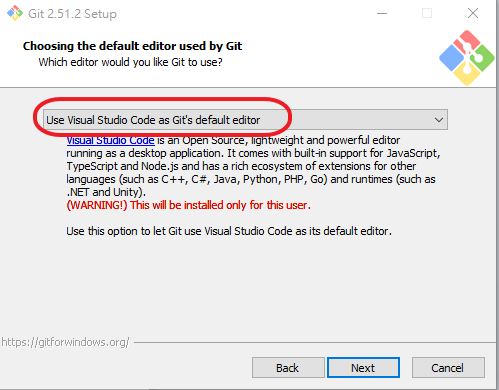 Git 2.51.2 Setup
Choosing the default editor used by Git
Which editor would you like Git to use?
Use Visual Studio Code as Git's default editor
Visual Studio Code is an Open Source, lightweight and powerful editor
running as a desktop application. It comes with built-in support for JavaScript,
TypeScript and Node.js and has a rich ecosystem of extensions for other
languages (such as C++, C#, Java, Python, PHP, Go) and runtimes (such as
.NET and Unity).
(WARNING!) This will be installed only for this user.
Use this option to let Git use Visual Studio Code as its default editor.
https://gitforwindows.org/
Back
Next
Cancel